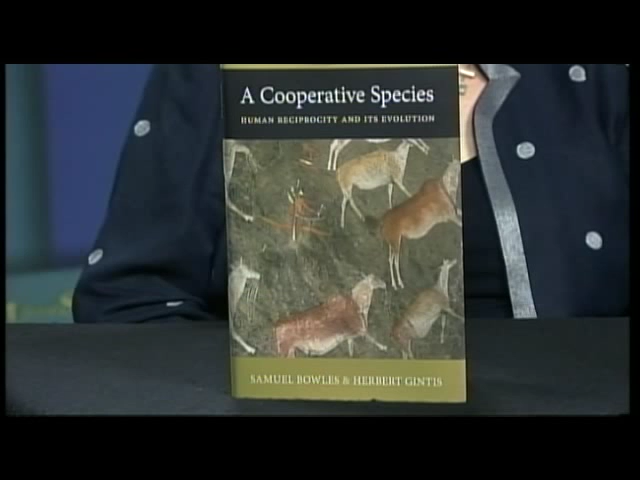 A Cooperative Species
HUMAN RECIPROCITY AND ITS EVOLUTION
SAMUEL BOWLES & HERBERT GINTIS